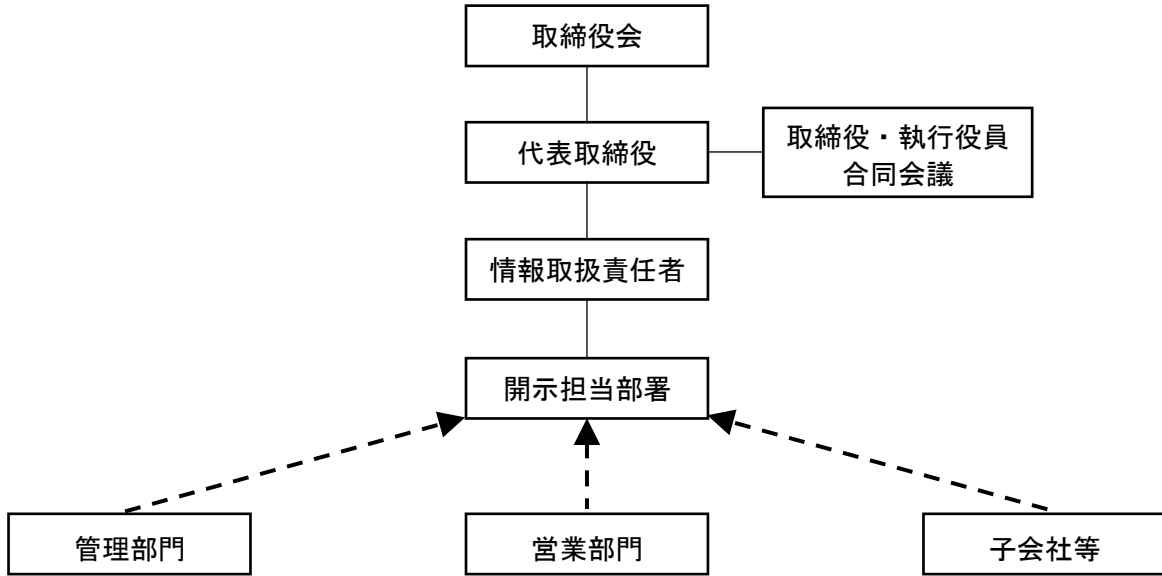 取締役会
代表取締役
取締役・執行役員
合同会議
情報取扱責任者
開示担当部署
管理部門
営業部門
子会社等